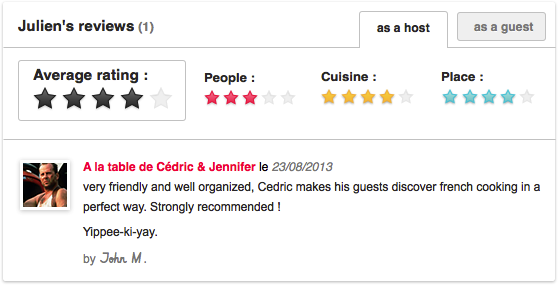 Julien's reviews (1)
as a host
as a guest
Average rating :
People :
Cuisine :
Place :
A la table de Cédric & Jennifer le 23/08/2013
very friendly and well organized, Cedric makes his guests discover french cooking in a
perfect way. Strongly recommended !
Yippee-ki-yay.
by John M.